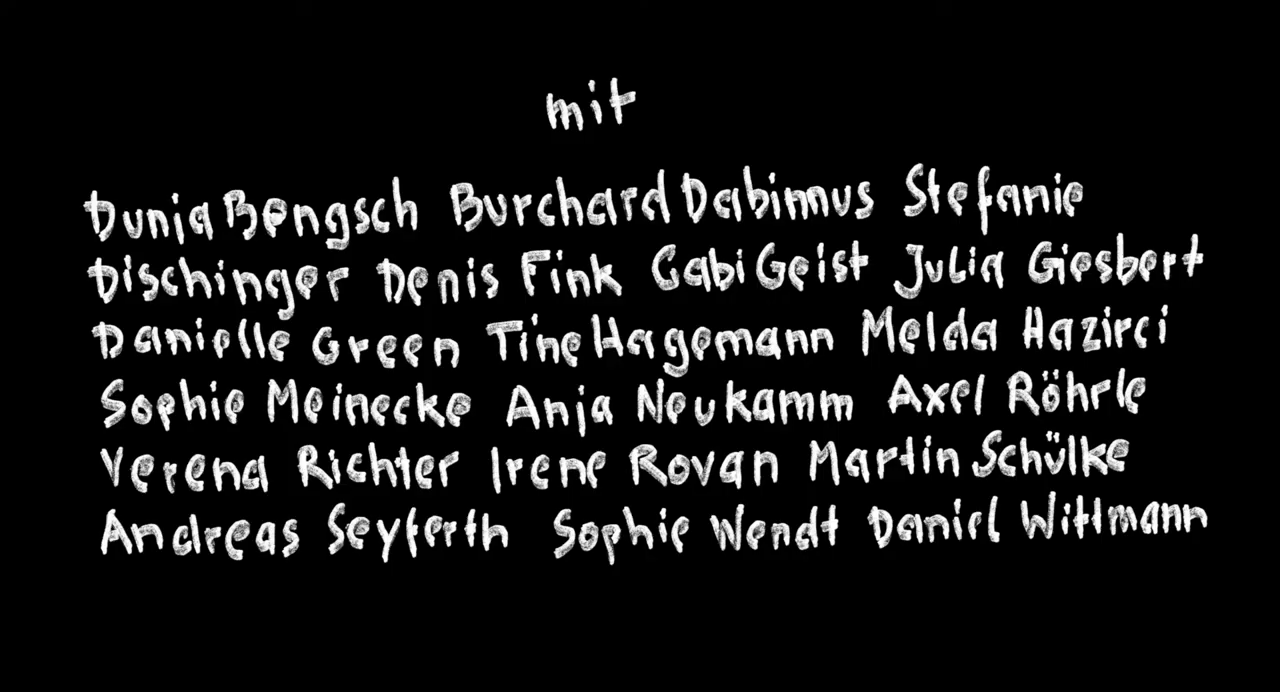 mit
Dunja Bengsch Burchard Dabinnus Stefanie
Dischinger Denis Fink Gabi Geist Julia Giesbert
Danielle Green Tine Hagemann Melda Hazirci
Sophie Meinecke Anja Neukamm Axel Röhrle
Verena Richter Irene Rovan Martin Schülke
Andreas Seyferth Sophie Wendt Daniel Wittmann